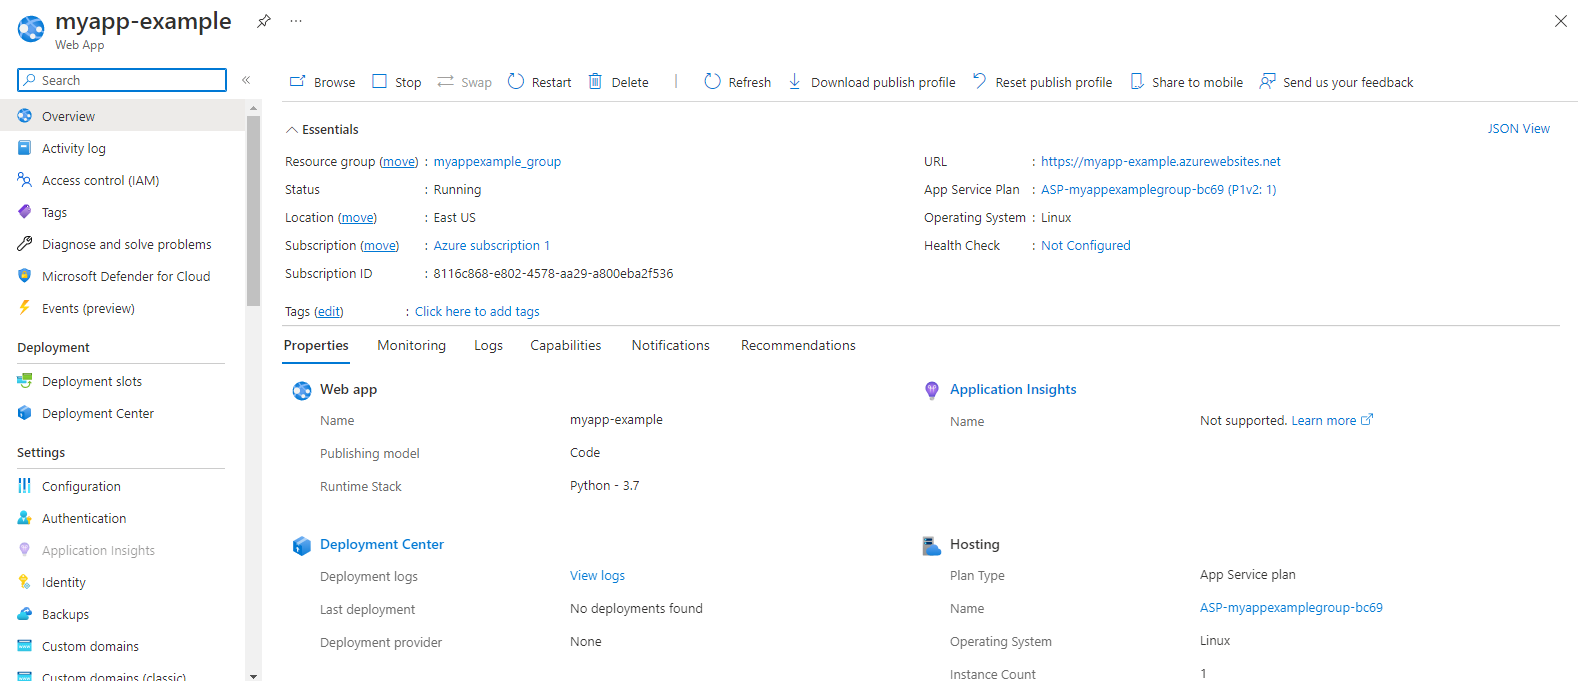 myapp-example
Web App
Search
Overview
Activity log
Access control (IAM)
Tags
Diagnose and solve problems
Microsoft Defender for Cloud
Events (preview)
Deployment
Deployment slots
Deployment Center
Settings
Configuration
Authentication
Application Insights
Identity
Backups
Custom domains
Custom domains (classic)
Browse Stop Swap Restart Delete Refresh Download publish profile Reset publish profile Share to mobile Send us your feedback
Essentials JSON View
Resource group (move) : myappexample_group
Status : Running
Location (move) : East US
Subscription (move) : Azure subscription 1
Subscription ID : 8116c868-e802-4578-aa29-a800eba2f536
URL : https://myapp-example.azurewebsites.net
App Service Plan : ASP-myappexamplegroup-bc69 (P1v2: 1)
Operating System : Linux
Health Check : Not Configured
Tags (edit) : Click here to add tags
Properties Monitoring Logs Capabilities Notifications Recommendations
Web app
Name myapp-example
Publishing model Code
Runtime Stack Python - 3.7
Application Insights
Name Not supported. Learn more
Deployment Center
Deployment logs View logs
Last deployment No deployments found
Deployment provider None
Hosting
Plan Type App Service plan
Name ASP-myappexamplegroup-bc69
Operating System Linux
Instance Count 1